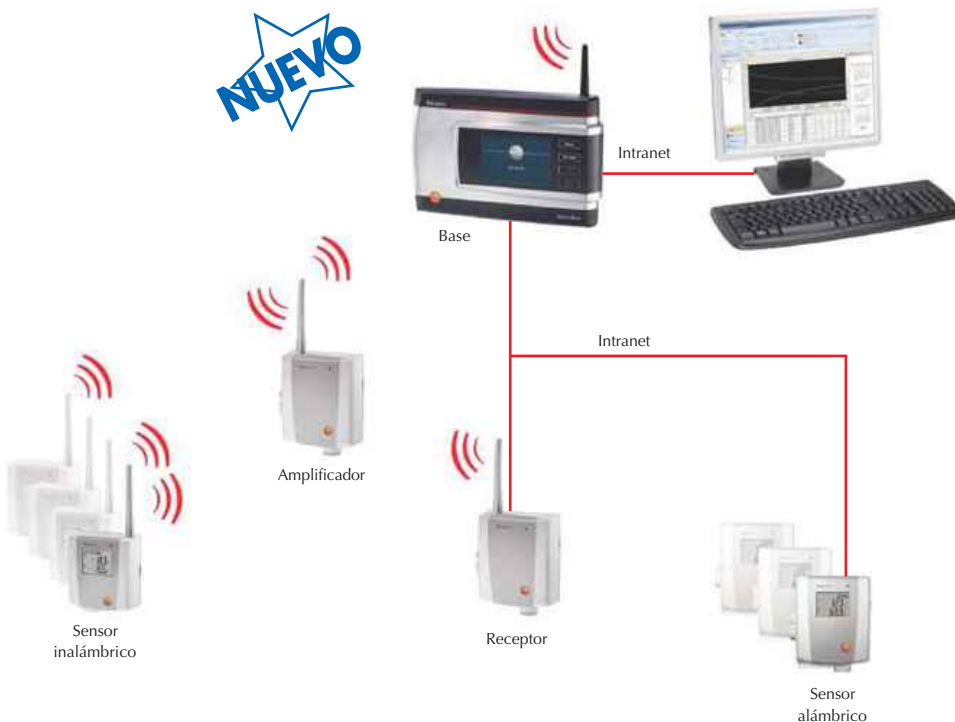 NUEVO
Intranet
Base
Intranet
Amplificador
Receptor
Sensor
inalámbrico
Sensor
alámbrico